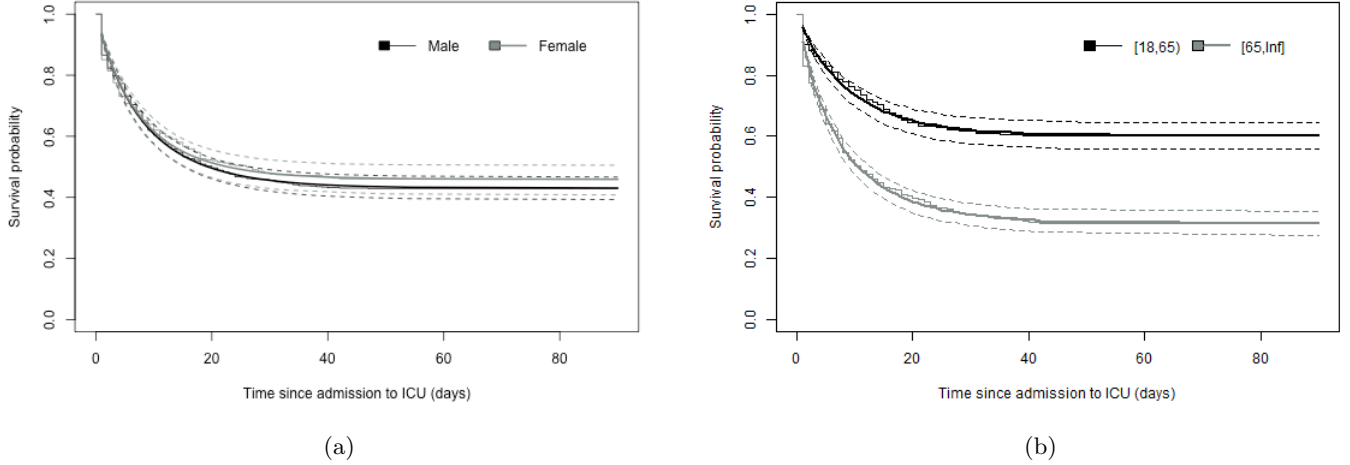 Male Female
Survival probability
0.0 0.2 0.4 0.6 0.8 1.0
0 20 40 60 80
Time since admission to ICU (days)
(a)
[18,65) [65,Inf]
Survival probability
0.0 0.2 0.4 0.6 0.8 1.0
0 20 40 60 80
Time since admission to ICU (days)
(b)